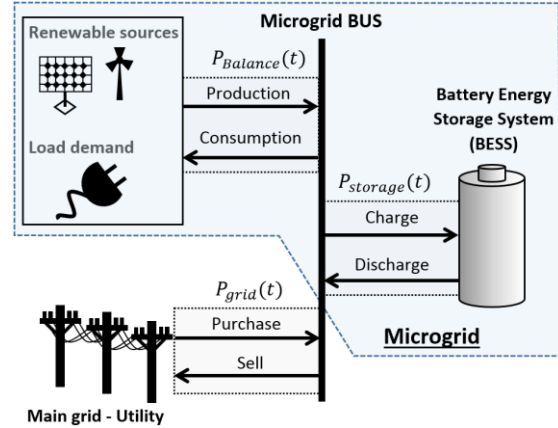 Renewable sources
Load demand
Microgrid BUS
P_Balance(t)
Production
Consumption
Battery Energy
Storage System
(BESS)
P_storage(t)
Charge
Discharge
P_grid(t)
Purchase
Sell
Microgrid
Main grid - Utility